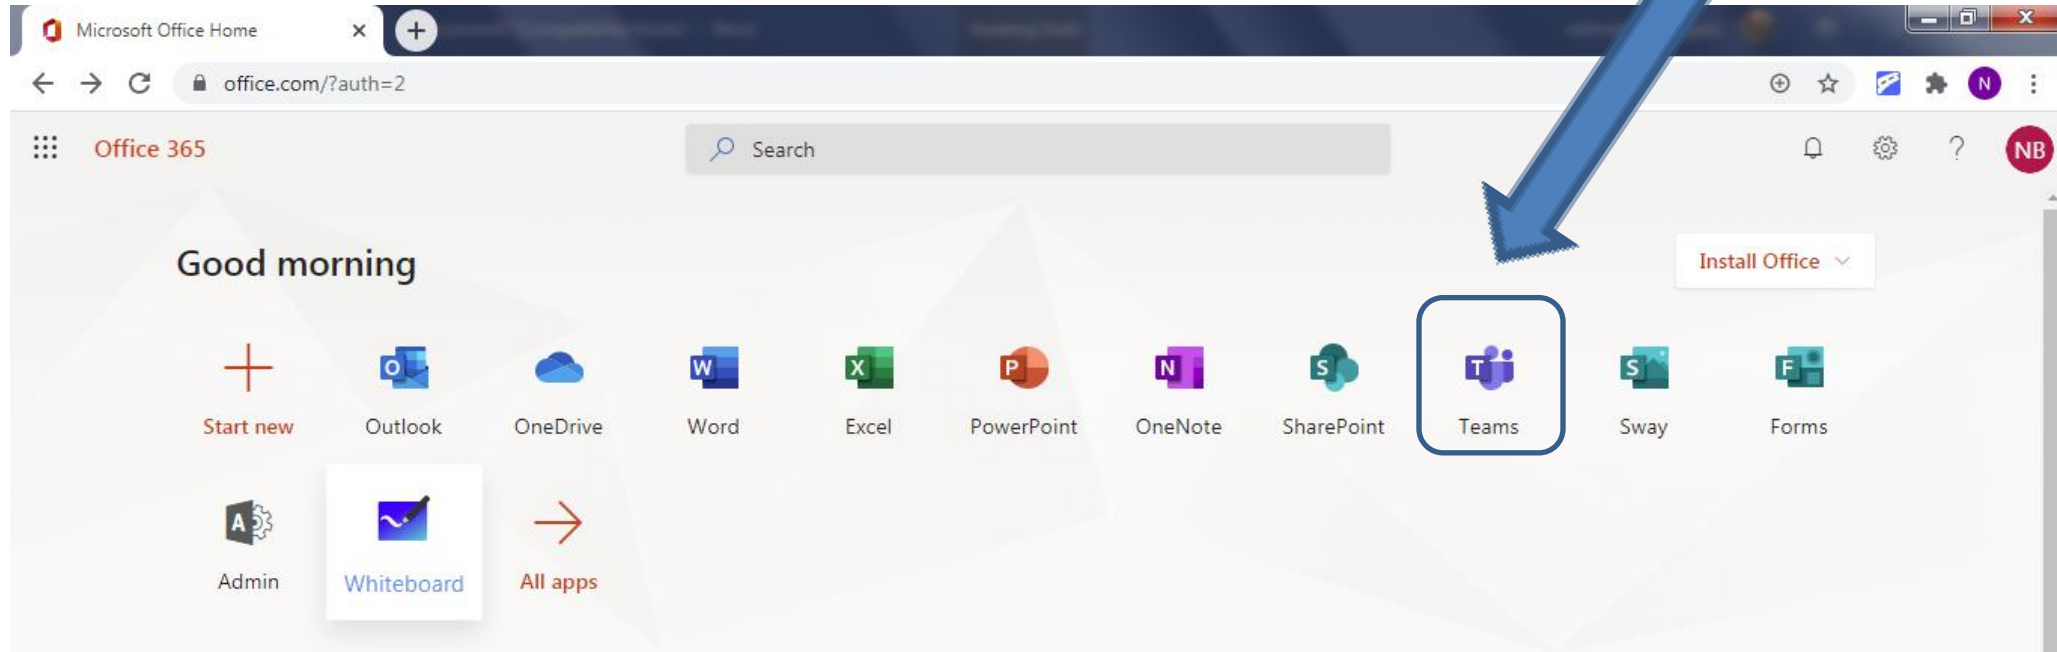 Microsoft Office Home
office.com/?auth=2
N
Office 365
Search
?
NB
Good morning
Install Office
O
W
X
P
N
S
T
S
F
Start new
Outlook
OneDrive
Word
Excel
PowerPoint
OneNote
SharePoint
Teams
Sway
Forms
A
Admin
Whiteboard
All apps